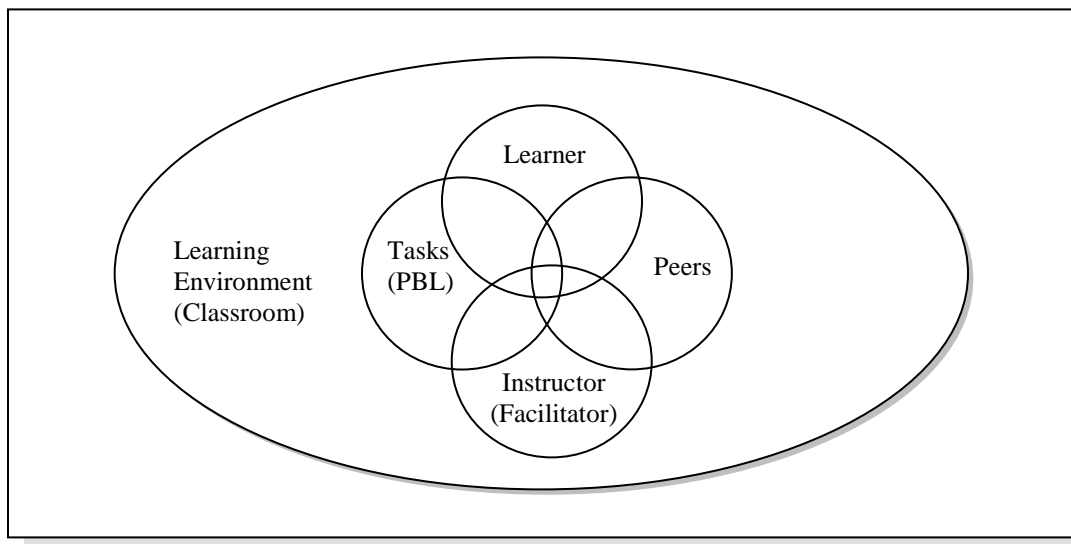 Learner
Learning
Environment
(Classroom)
Tasks
(PBL)
Peers
Instructor
(Facilitator)